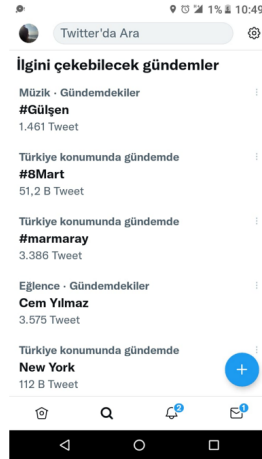 1% 10:49
Twitter'da Ara
İlgini çekebilecek gündemler
Müzik · Gündemdekiler
#Gülşen
1.461 Tweet
Türkiye konumunda gündemde
#8Mart
51,2 B Tweet
Türkiye konumunda gündemde
#marmaray
3.386 Tweet
Eğlence · Gündemdekiler
Cem Yılmaz
3.575 Tweet
Türkiye konumunda gündemde
New York
112 B Tweet
2 1